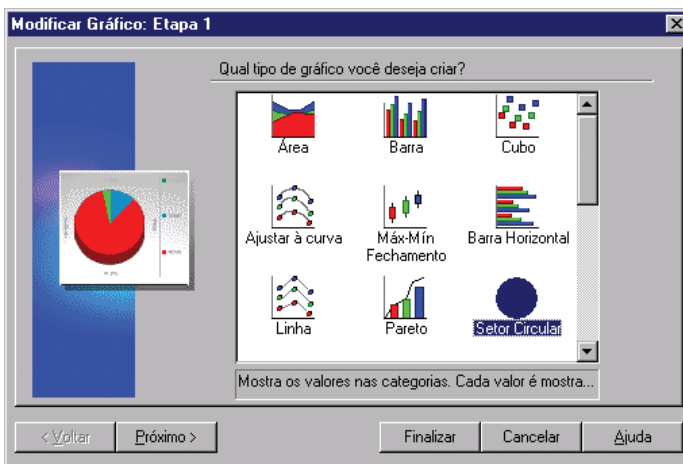 Modificar Gráfico: Etapa 1
Qual tipo de gráfico você deseja criar?
Área
Barra
Cubo
Ajustar à curva
Máx-Mín
Fechamento
Barra Horizontal
Linha
Pareto
Setor Circular
Mostra os valores nas categorias. Cada valor é mostra...
< Voltar
Próximo >
Finalizar
Cancelar
Ajuda